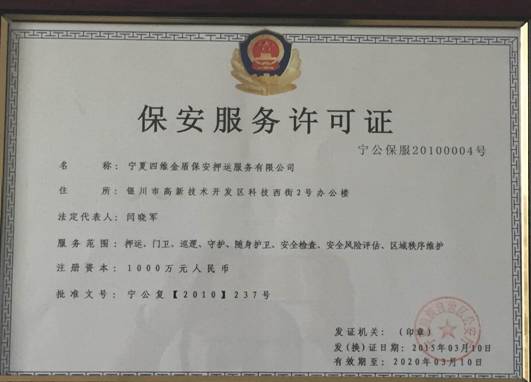 保安服务许可证
宁公保服20100004号
名 称：宁夏四维金盾保安押运服务有限公司
住 所：银川市高新技术开发区科技西街2号办公楼
法定代表人：闫晓军
服务范围：押运、门卫、巡逻、守护、随身护卫、安全检查、安全风险评估、区域秩序维护
注册资本：1000万元人民币
批准文号：宁公复【2010】237号
发证机关：（印章）
发(换)证日期：2015年03月10日
有效期至：2020年03月10日